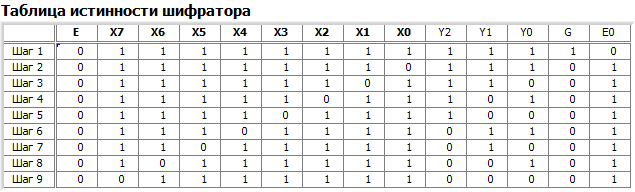 Таблица истинности шифратора
E X7 X6 X5 X4 X3 X2 X1 X0 Y2 Y1 Y0 G E0
Шаг 1 0 1 1 1 1 1 1 1 1 1 1 1 1 0
Шаг 2 0 1 1 1 1 1 1 1 0 1 1 1 0 1
Шаг 3 0 1 1 1 1 1 1 0 1 1 1 0 0 1
Шаг 4 0 1 1 1 1 1 0 1 1 1 0 1 0 1
Шаг 5 0 1 1 1 1 0 1 1 1 1 0 0 0 1
Шаг 6 0 1 1 1 0 1 1 1 1 0 1 1 0 1
Шаг 7 0 1 1 0 1 1 1 1 1 0 1 0 0 1
Шаг 8 0 1 0 1 1 1 1 1 1 0 0 1 0 1
Шаг 9 0 0 1 1 1 1 1 1 1 0 0 0 0 1